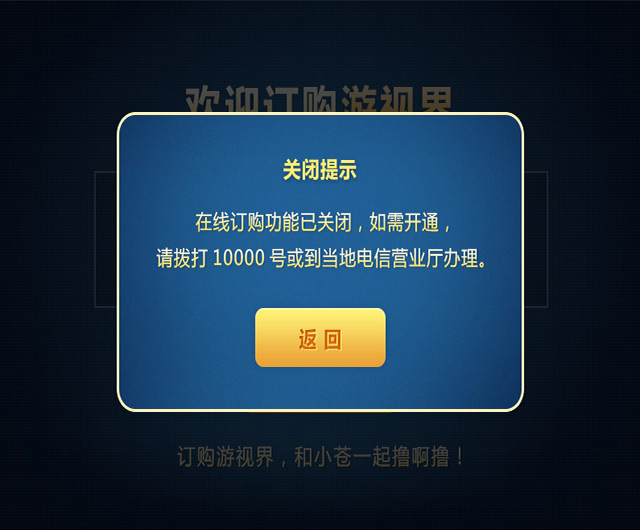 欢迎订购游视界
关闭提示
在线订购功能已关闭，如需开通，
请拨打 10000 号或到当地电信营业厅办理。
返 回
订购游视界，和小苍一起撸啊撸！